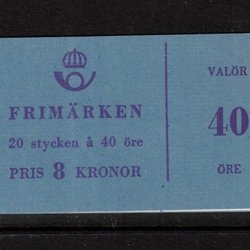 FRIMÄRKEN
20 stycken à 40 öre
PRIS 8 KRONOR
VALÖR
40
ÖRE